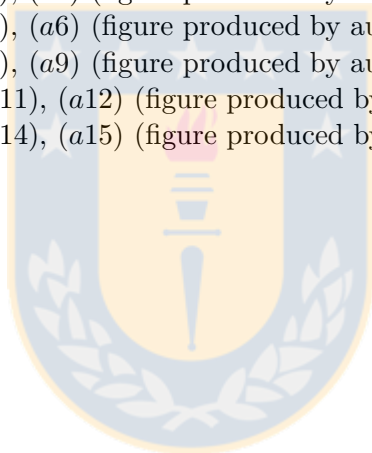 ), (a6) (figure produced by au
), (a9) (figure produced by au
11), (a12) (figure produced by
14), (a15) (figure produced by